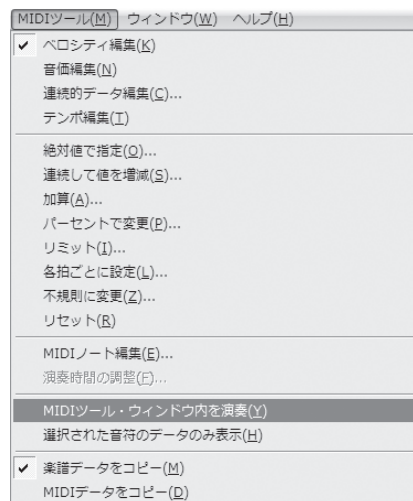 MIDIツール(M) ウィンドウ(W) ヘルプ(H)
ベロシティ編集(K)
音価編集(N)
連続的データ編集(C)...
テンポ編集(T)
絶対値で指定(O)...
連続して値を増減(S)...
加算(A)...
パーセントで変更(P)...
リミット(I)...
各拍ごとに設定(L)...
不規則に変更(Z)...
リセット(R)
MIDIノート編集(E)...
演奏時間の調整(F)...
MIDIツール・ウィンドウ内を演奏(Y)
選択された音符のデータのみ表示(H)
楽譜データをコピー(M)
MIDIデータをコピー(D)